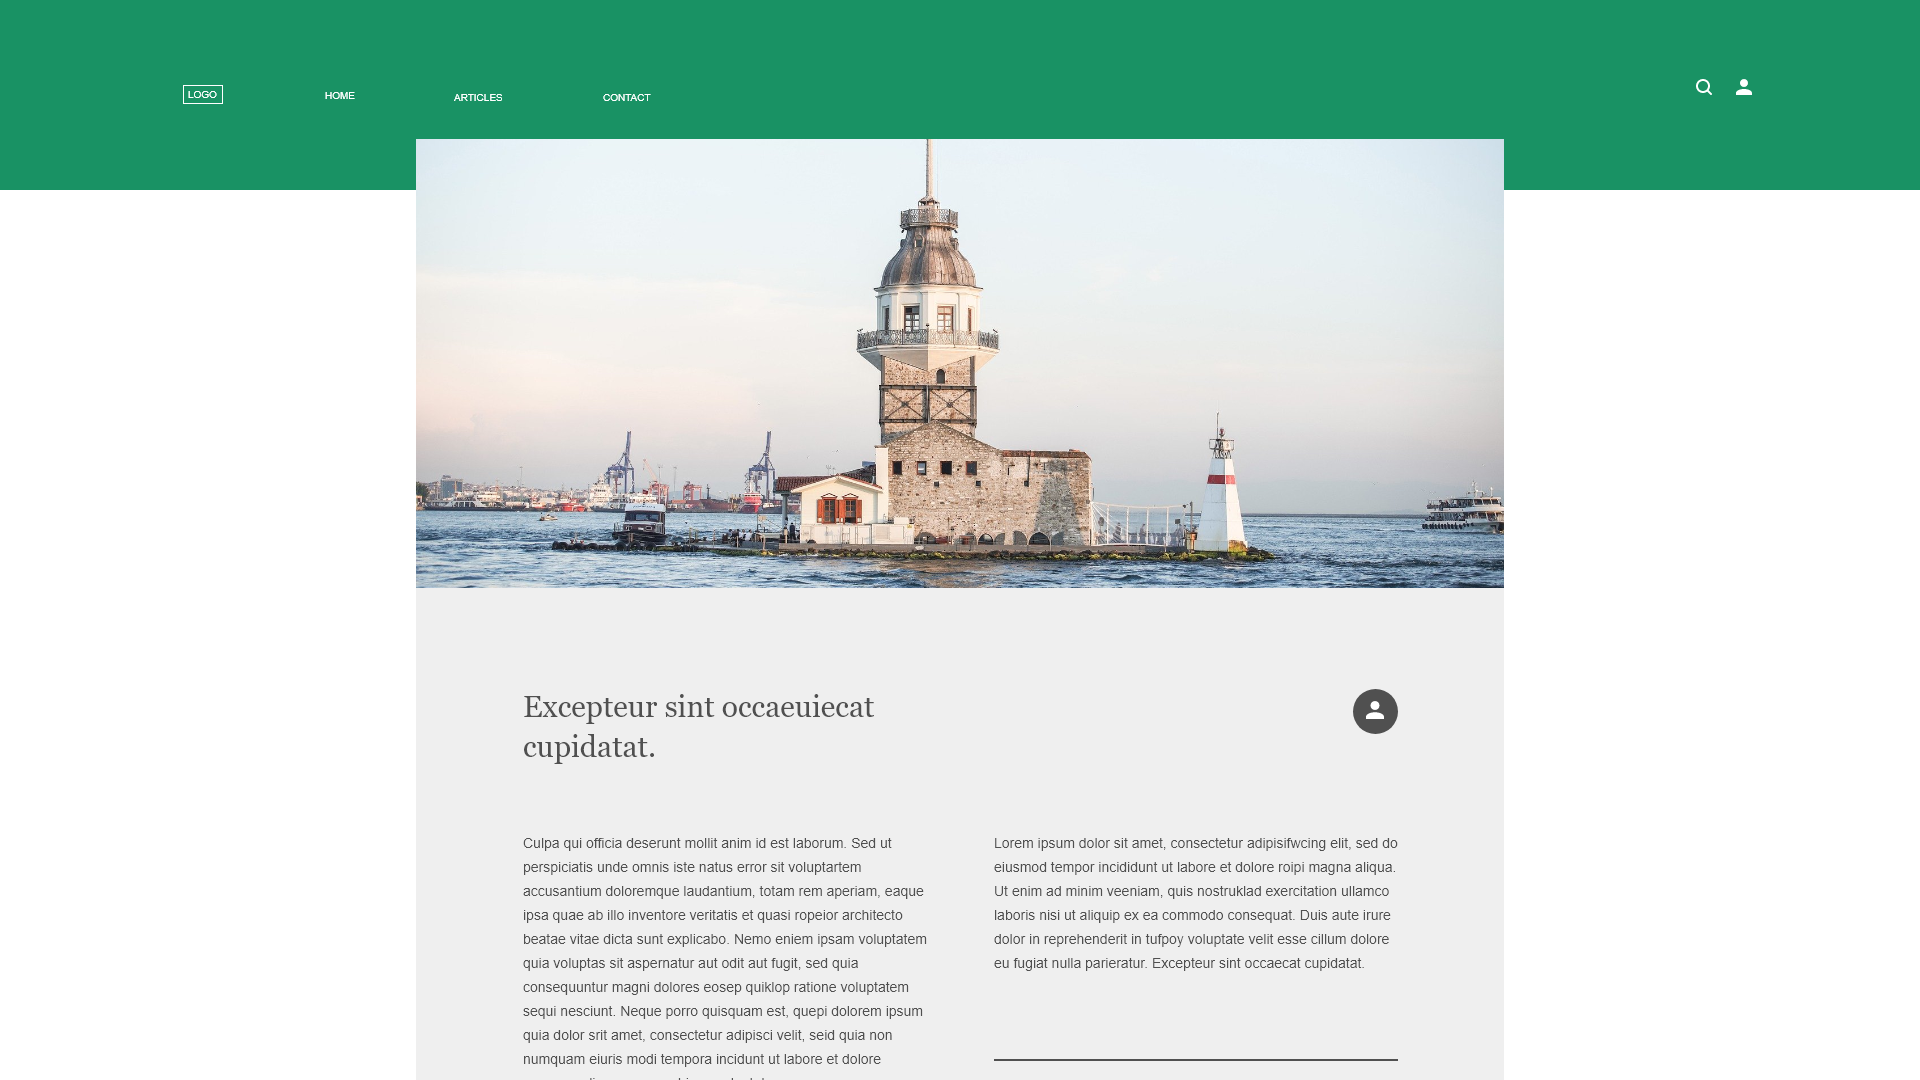 LOGO
HOME
ARTICLES
CONTACT
Excepteur sint occaeuiecat
cupidatat.
Culpa qui officia deserunt mollit anim id est laborum. Sed ut
perspiciatis unde omnis iste natus error sit voluptartem
accusantium doloremque laudantium, totam rem aperiam, eaque
ipsa quae ab illo inventore veritatis et quasi ropeior architecto
beatae vitae dicta sunt explicabo. Nemo eniem ipsam voluptatem
quia voluptas sit aspernatur aut odit aut fugit, sed quia
consequuntur magni dolores eosep quiklop ratione voluptatem
sequi nesciunt. Neque porro quisquam est, quepi dolorem ipsum
quia dolor srit amet, consectetur adipisci velit, seid quia non
numquam eiuris modi tempora incidunt ut labore et dolore
Lorem ipsum dolor sit amet, consectetur adipisifwcing elit, sed do
eiusmod tempor incididunt ut labore et dolore roipi magna aliqua.
Ut enim ad minim veeniam, quis nostruklad exercitation ullamco
laboris nisi ut aliquip ex ea commodo consequat. Duis aute irure
dolor in reprehenderit in tufpoy voluptate velit esse cillum dolore
eu fugiat nulla parieratur. Excepteur sint occaecat cupidatat.